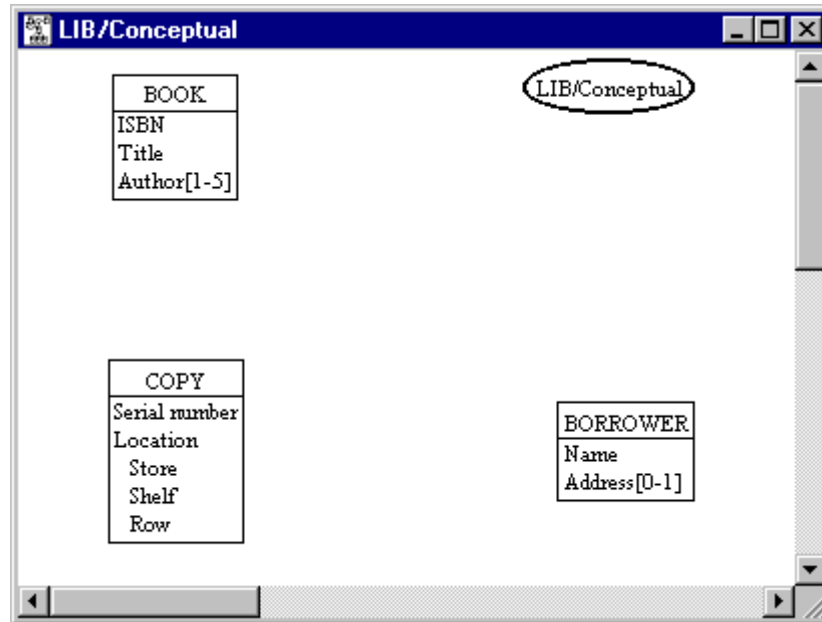 LIB/Conceptual
BOOK
ISBN
Title
Author[1-5]
LIB/Conceptual
COPY
Serial number
Location
Store
Shelf
Row
BORROWER
Name
Address[0-1]